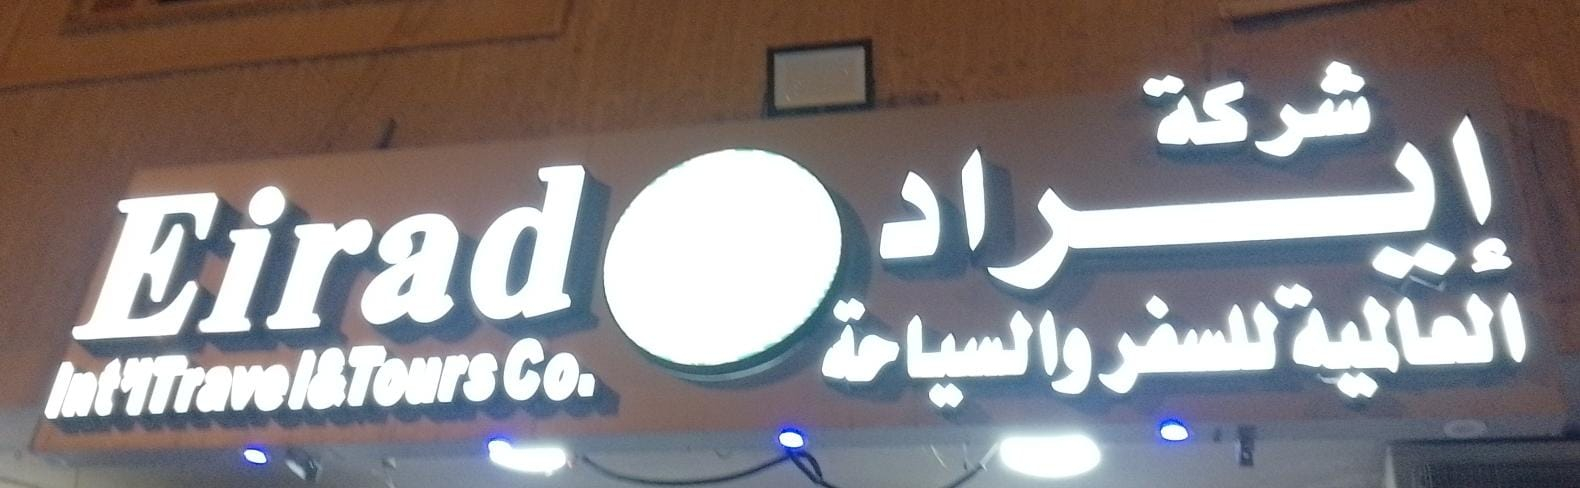 شركة
إيراد
العالمية للسفر والسياحة
Eirad
Int'l Travel & Tours Co.